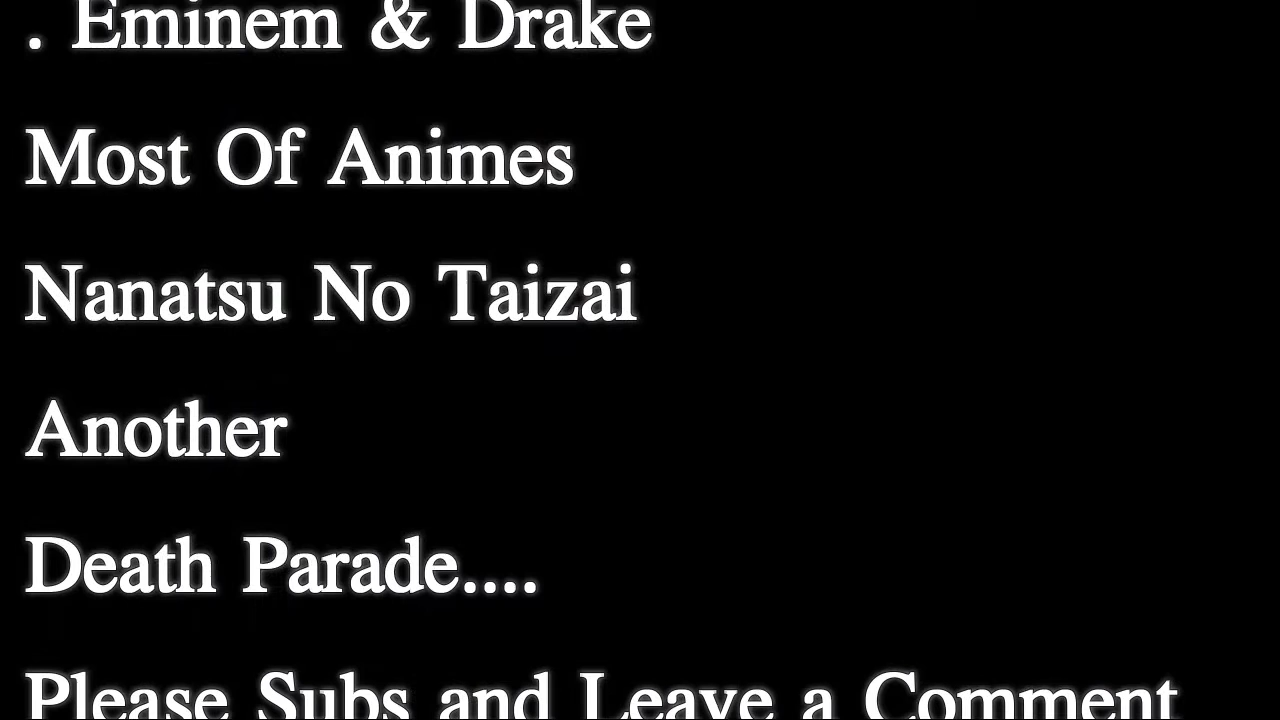 . Eminem & Drake
Most Of Animes
Nanatsu No Taizai
Another
Death Parade....
Please Subs and Leave a Comment